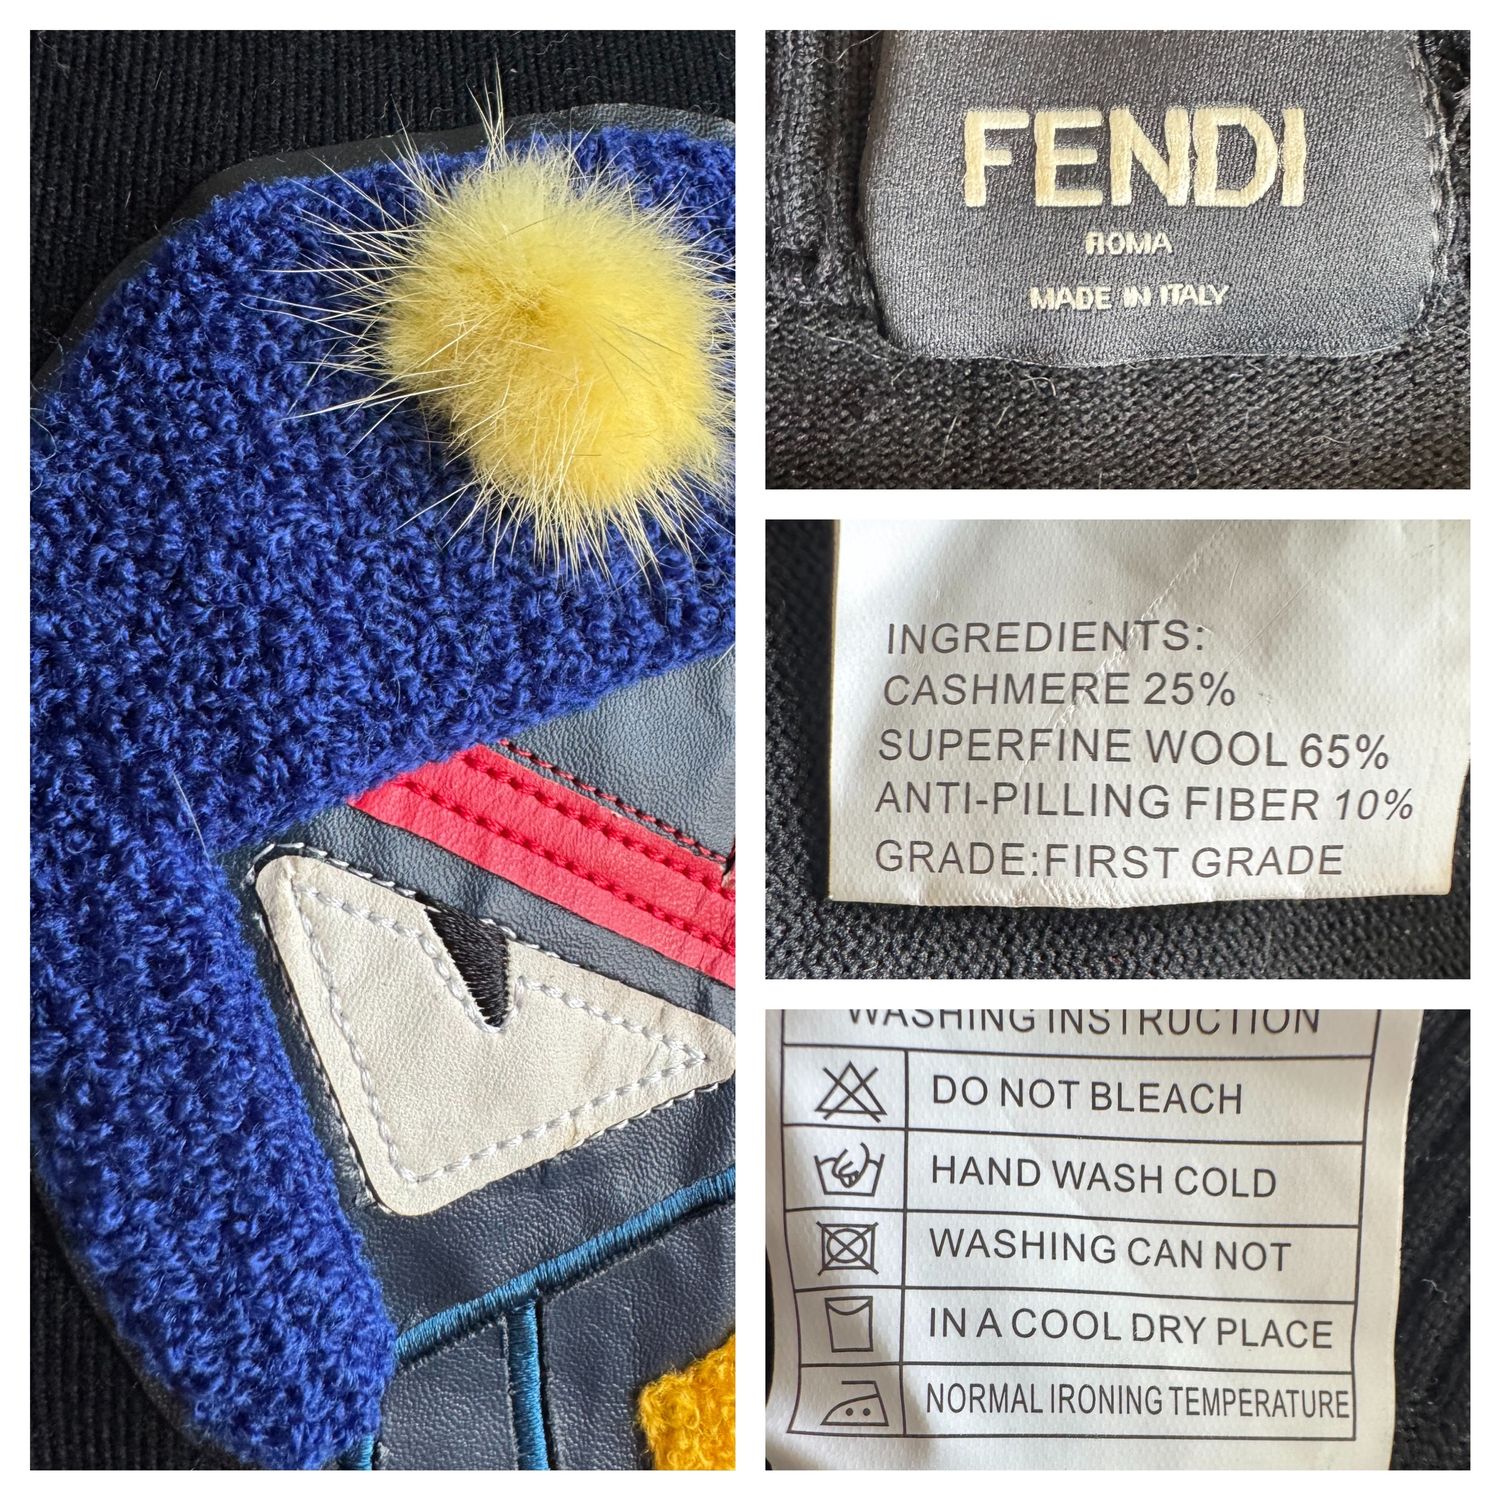 FENDI
ROMA
MADE IN ITALY
INGREDIENTS:
CASHMERE 25%
SUPERFINE WOOL 65%
ANTI-PILLING FIBER 10%
GRADE:FIRST GRADE
WASHING INSTRUCTION
DO NOT BLEACH
HAND WASH COLD
WASHING CAN NOT
IN A COOL DRY PLACE
NORMAL IRONING TEMPERATURE